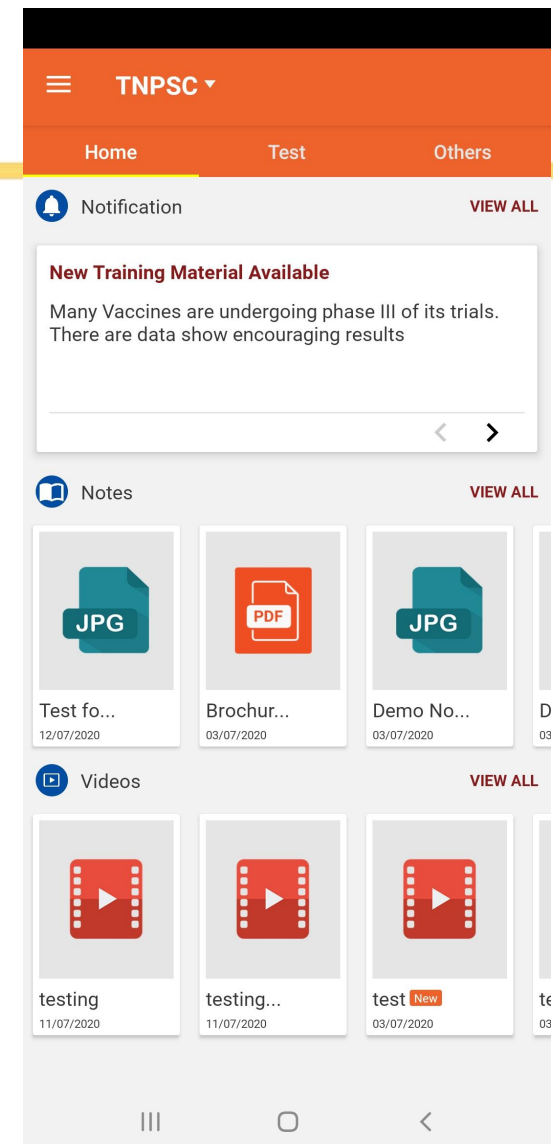 TNPSC
Home Test Others
Notification VIEW ALL
New Training Material Available
Many Vaccines are undergoing phase III of its trials.
There are data show encouraging results
Notes VIEW ALL
JPG PDF JPG
Test fo... Brochur... Demo No... D
12/07/2020 03/07/2020 03/07/2020 03
Videos VIEW ALL
testing testing... test New te
11/07/2020 11/07/2020 03/07/2020 03